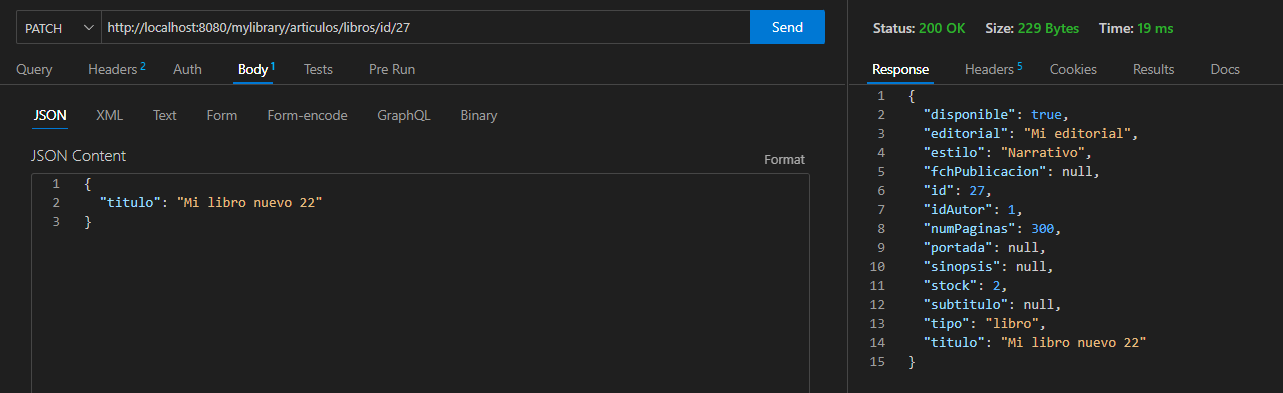 PATCH http://localhost:8080/mylibrary/articulos/libros/id/27 Send
Query Headers 2 Auth Body 1 Tests Pre Run
JSON XML Text Form Form-encode GraphQL Binary
JSON Content Format
1 {
2 "titulo": "Mi libro nuevo 22"
3 }
Status: 200 OK Size: 229 Bytes Time: 19 ms
Response Headers 5 Cookies Results Docs
1 {
2 "disponible": true,
3 "editorial": "Mi editorial",
4 "estilo": "Narrativo",
5 "fchPublicacion": null,
6 "id": 27,
7 "idAutor": 1,
8 "numPaginas": 300,
9 "portada": null,
10 "sinopsis": null,
11 "stock": 2,
12 "subtitulo": null,
13 "tipo": "libro",
14 "titulo": "Mi libro nuevo 22"
15 }